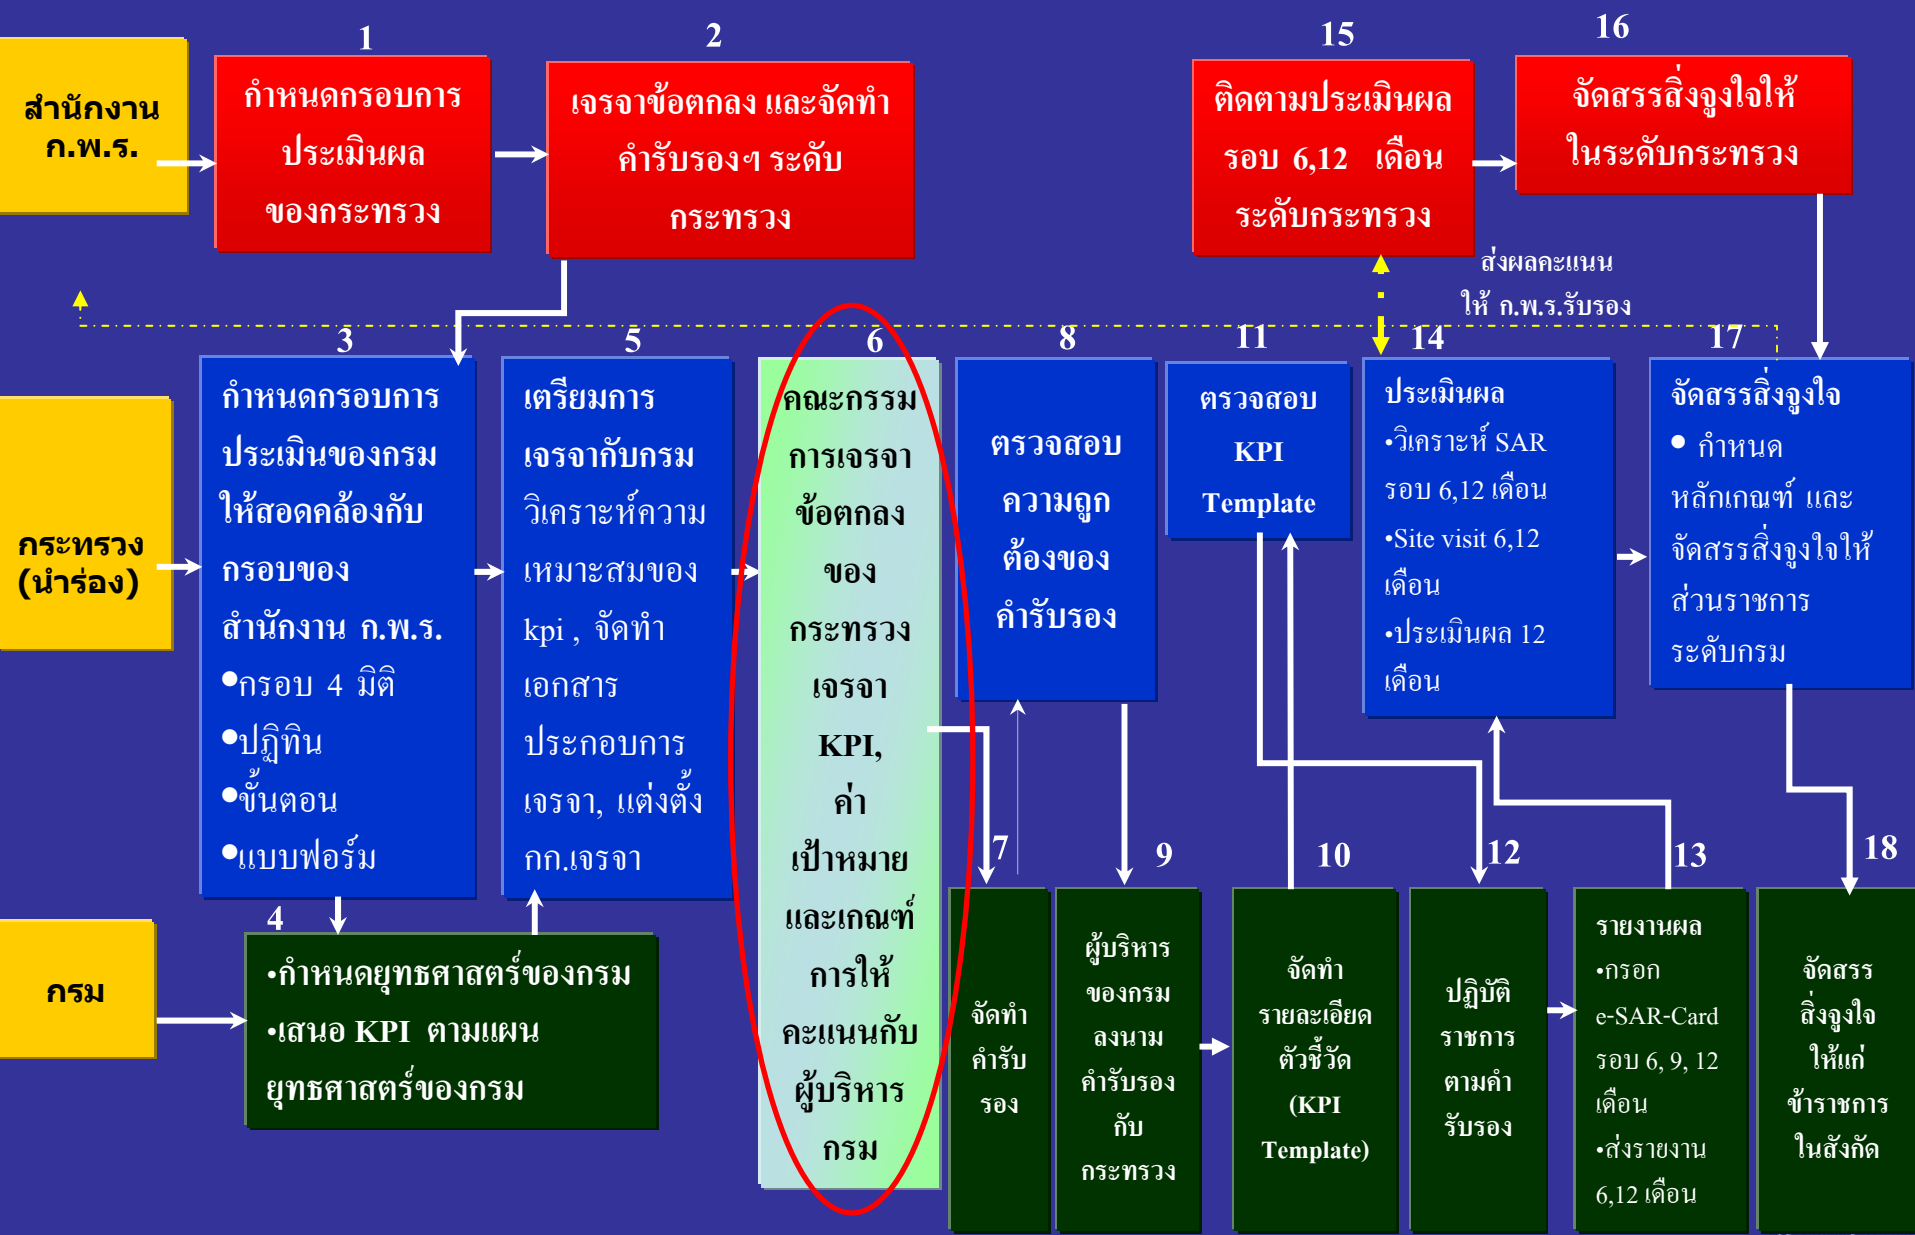 1
2
15
16
สำนักงาน
ก.พ.ร.
กำหนดกรอบการ
ประเมินผล
ของกระทรวง
เจรจาข้อตกลง และจัดทำ
คำรับรองฯ ระดับ
กระทรวง
ติดตามประเมินผล
รอบ 6,12 เดือน
ระดับกระทรวง
จัดสรรสิ่งจูงใจให้
ในระดับกระทรวง
ส่งผลคะแนน
ให้ ก.พ.ร.รับรอง
กระทรวง
(นำร่อง)
3
กำหนดกรอบการ
ประเมินของกรม
ให้สอดคล้องกับ
กรอบของ
สำนักงาน ก.พ.ร.
●กรอบ 4 มิติ
●ปฏิทิน
●ขั้นตอน
●แบบฟอร์ม
5
เตรียมการ
เจรจากับกรม
วิเคราะห์ความ
เหมาะสมของ
kpi , จัดทำ
เอกสาร
ประกอบการ
เจรจา, แต่งตั้ง
กก.เจรจา
6
คณะกรรม
การเจรจา
ข้อตกลง
ของ
กระทรวง
เจรจา
KPI,
ค่า
เป้าหมาย
และเกณฑ์
การให้
คะแนนกับ
ผู้บริหาร
กรม
8
ตรวจสอบ
ความถูก
ต้องของ
คำรับรอง
11
ตรวจสอบ
KPI
Template
14
ประเมินผล
•วิเคราะห์ SAR
รอบ 6,12 เดือน
•Site visit 6,12
เดือน
•ประเมินผล 12
เดือน
17
จัดสรรสิ่งจูงใจ
● กำหนด
หลักเกณฑ์ และ
จัดสรรสิ่งจูงใจให้
ส่วนราชการ
ระดับกรม
กรม
4
•กำหนดยุทธศาสตร์ของกรม
•เสนอ KPI ตามแผน
ยุทธศาสตร์ของกรม
7
จัดทำ
คำรับ
รอง
9
ผู้บริหาร
ของกรม
ลงนาม
คำรับรอง
กับ
กระทรวง
10
จัดทำ
รายละเอียด
ตัวชี้วัด
(KPI
Template)
12
ปฏิบัติ
ราชการ
ตามคำ
รับรอง
13
รายงานผล
•กรอก
e-SAR-Card
รอบ 6, 9, 12
เดือน
•ส่งรายงาน
6,12 เดือน
18
จัดสรร
สิ่งจูงใจ
ให้แก่
ข้าราชการ
ในสังกัด